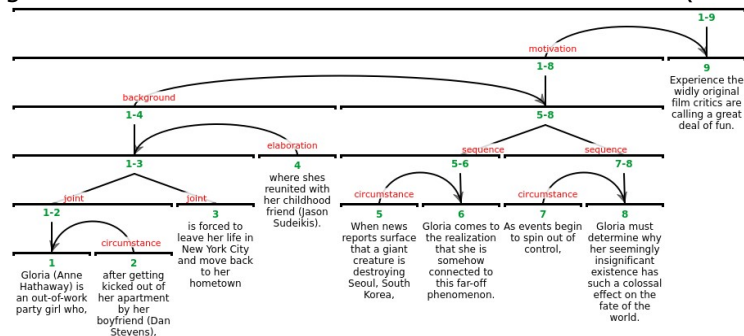 1-9
motivation
1-8
9
Experience the
widly original
film critics are
calling a great
deal of fun.
background
1-4
5-8
elaboration
sequence
sequence
1-3
4
where shes
reunited with
her childhood
friend (Jason
Sudeikis).
5-6
7-8
joint
joint
circumstance
circumstance
1-2
3
is forced to
leave her life in
New York City
and move back
to her
hometown
5
When news
reports surface
that a giant
creature is
destroying
Seoul, South
Korea,
6
Gloria comes to
the realization
that she is
somehow
connected to
this far-off
phenomenon.
7
As events begin
to spin out of
control,
8
Gloria must
determine why
her seemingly
insignificant
existence has
such a colossal
effect on the
fate of the
world.
circumstance
1
Gloria (Anne
Hathaway) is
an out-of-work
party girl who,
2
after getting
kicked out of
her apartment
by her
boyfriend (Dan
Stevens),